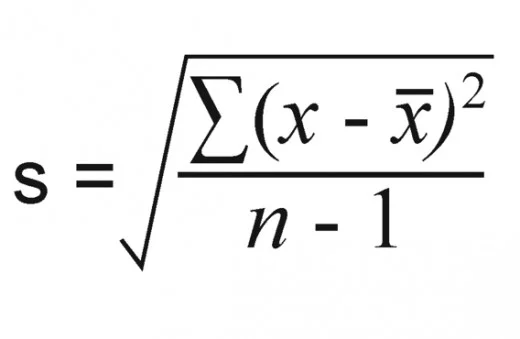 s = √(∑(x - x̄)² / (n - 1))